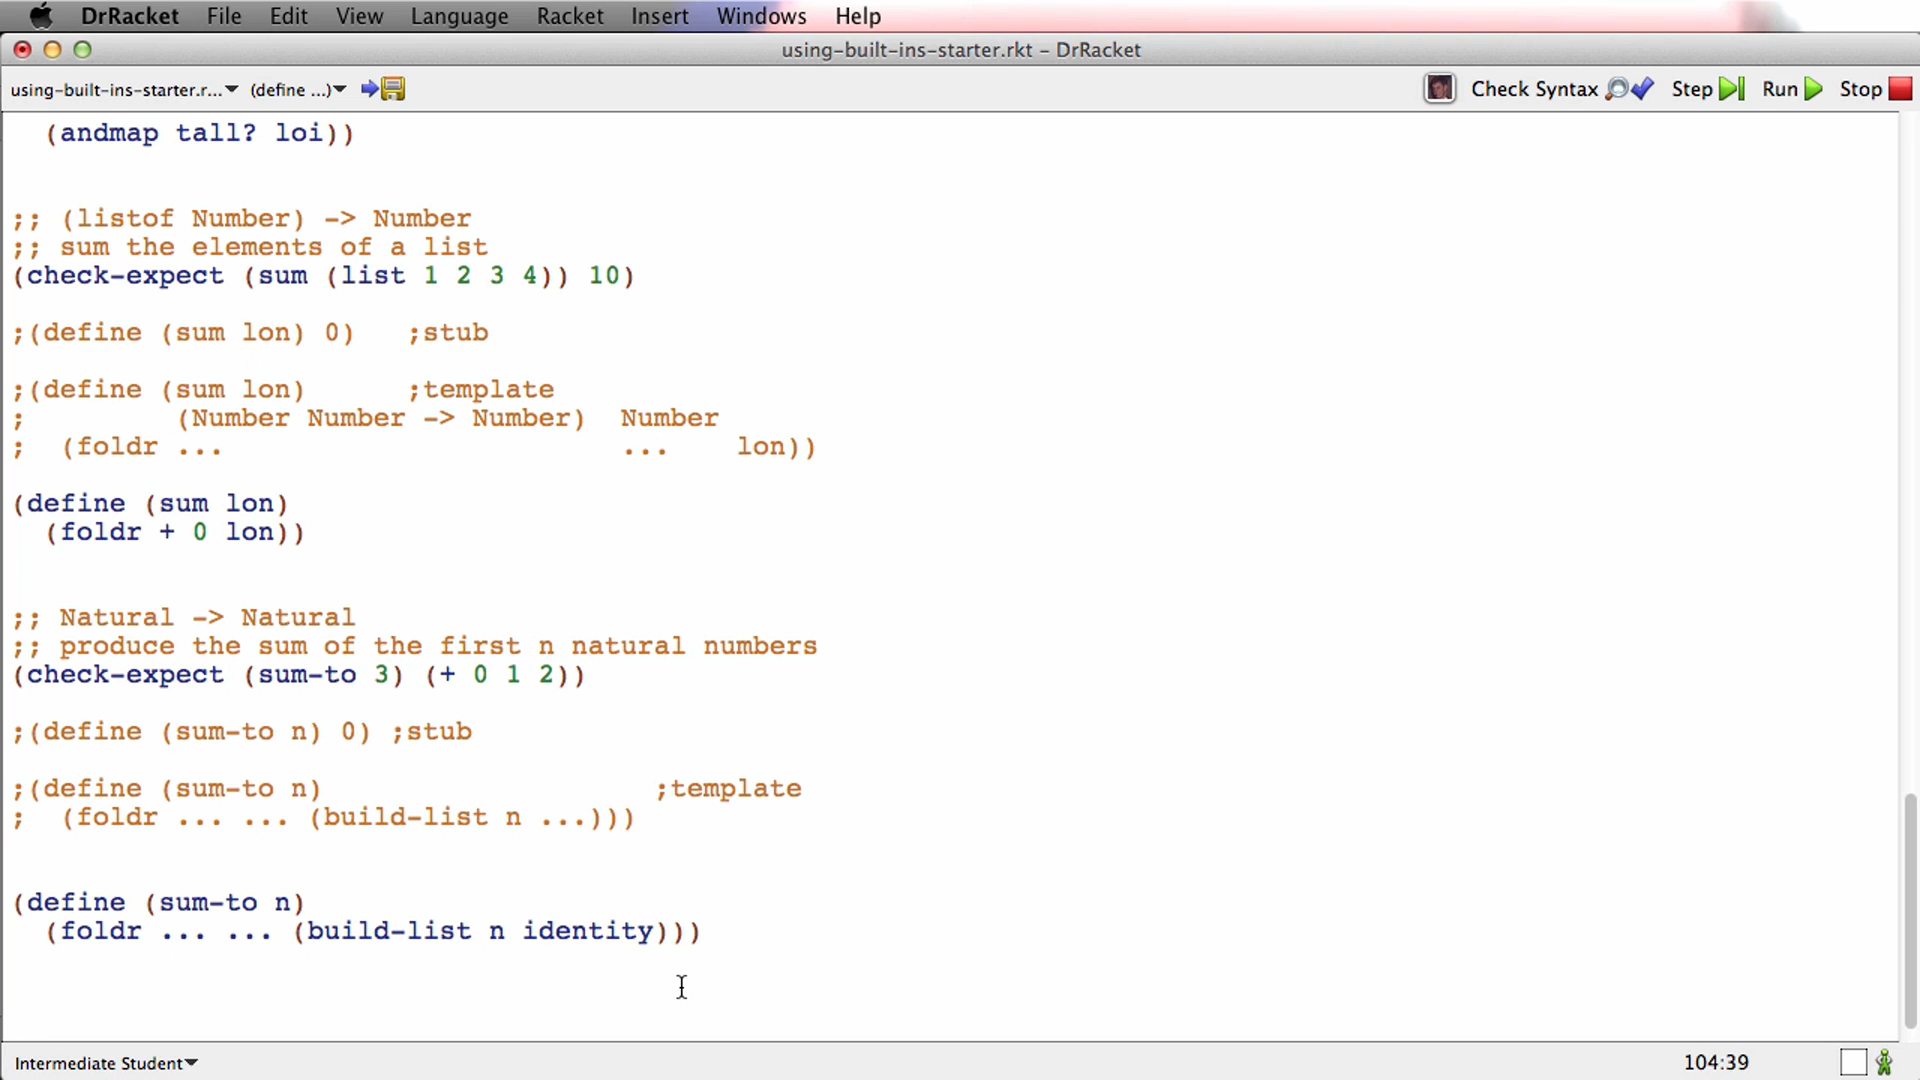 DrRacket File Edit View Language Racket Insert Windows Help
using-built-ins-starter.rkt - DrRacket
using-built-ins-starter.r... (define ...) Check Syntax Step Run Stop
(andmap tall? loi))
;; (listof Number) -> Number
;; sum the elements of a list
(check-expect (sum (list 1 2 3 4)) 10)
;(define (sum lon) 0) ;stub
;(define (sum lon) ;template
; (Number Number -> Number) Number
; (foldr ... ... lon))
(define (sum lon)
(foldr + 0 lon))
;; Natural -> Natural
;; produce the sum of the first n natural numbers
(check-expect (sum-to 3) (+ 0 1 2))
;(define (sum-to n) 0) ;stub
;(define (sum-to n) ;template
; (foldr ... ... (build-list n ...)))
(define (sum-to n)
(foldr ... ... (build-list n identity)))
Intermediate Student 104:39